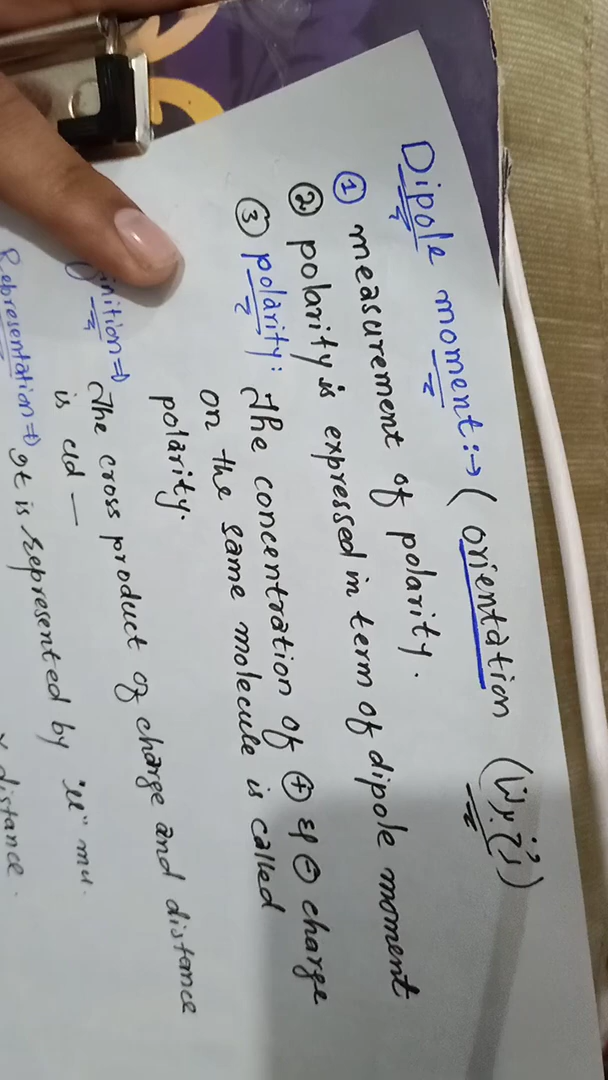 Dipole moment :→ ( orientation
① measurement of polarity.
② polarity is expressed in term of dipole moment
③ polarity: The concentration of ⊕ & ⊖ charge
on the same molecule is called
polarity.
inition ⇒ The cross product of charge and distance
is cld —
Representation ⇒ It is represented by "μ" mu.
x distance.